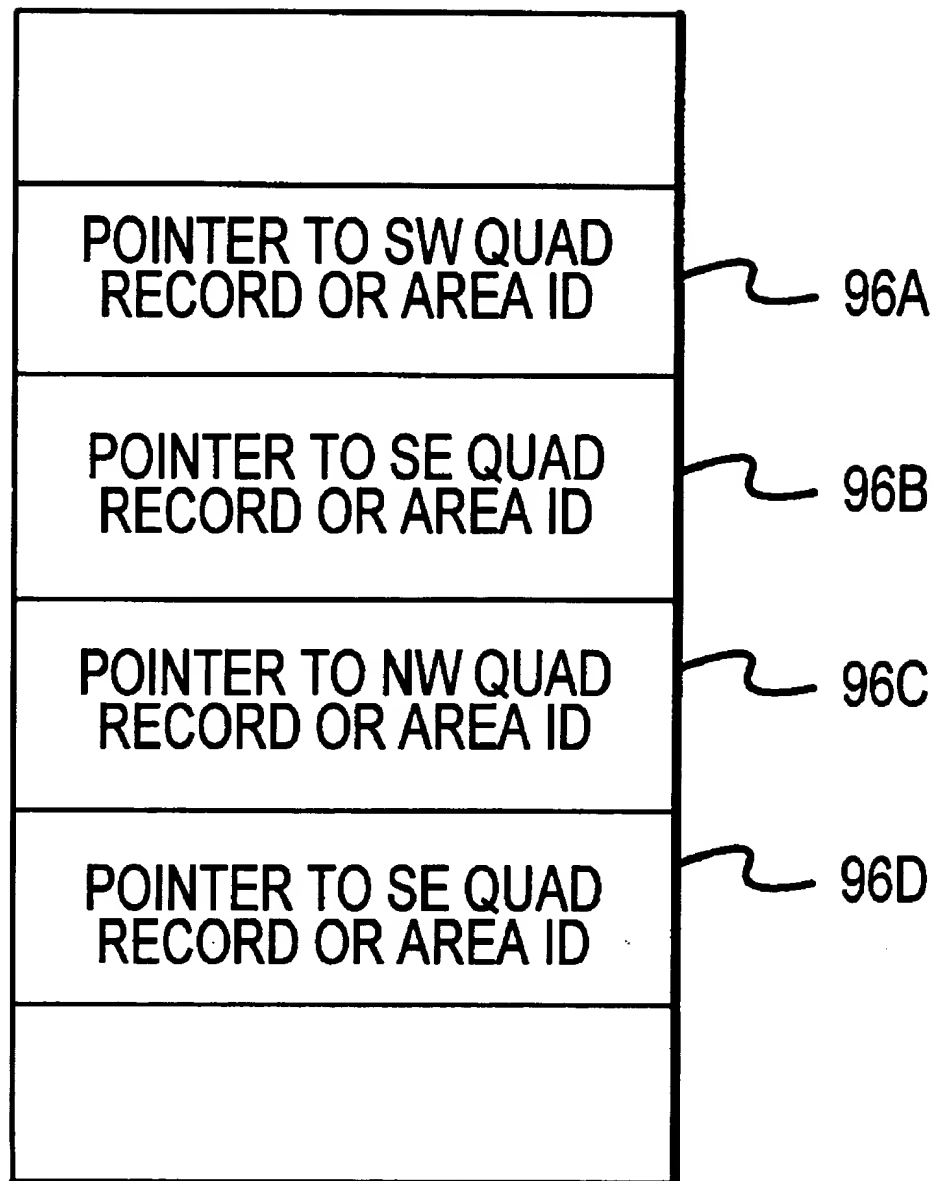 POINTER TO SW QUAD
RECORD OR AREA ID
96A
POINTER TO SE QUAD
RECORD OR AREA ID
96B
POINTER TO NW QUAD
RECORD OR AREA ID
96C
POINTER TO SE QUAD
RECORD OR AREA ID
96D